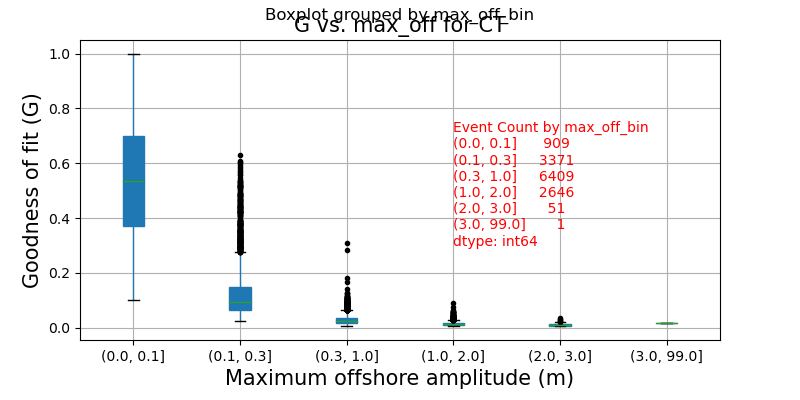 Boxplot grouped by max_off_bin
G vs. max_off for CT
Goodness of fit (G)
1.0
0.8
0.6
0.4
0.2
0.0
Event Count by max_off_bin
(0.0, 0.1] 909
(0.1, 0.3] 3371
(0.3, 1.0] 6409
(1.0, 2.0] 2646
(2.0, 3.0] 51
(3.0, 99.0] 1
dtype: int64
(0.0, 0.1] (0.1, 0.3] (0.3, 1.0] (1.0, 2.0] (2.0, 3.0] (3.0, 99.0]
Maximum offshore amplitude (m)